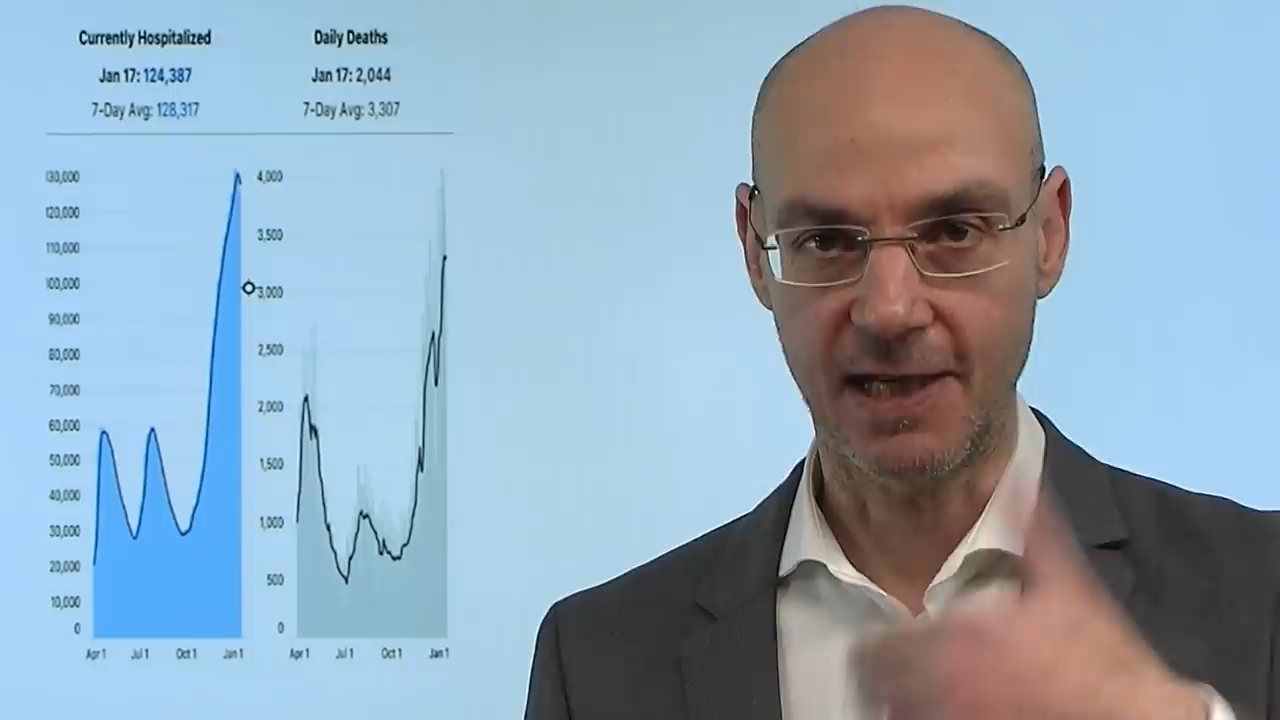 Currently Hospitalized
Jan 17: 124,387
7-Day Avg: 128,317
130,000
120,000
110,000
100,000
90,000
80,000
70,000
60,000
50,000
40,000
30,000
20,000
10,000
0
Apr 1 Jul 1 Oct 1 Jan 1
Daily Deaths
Jan 17: 2,044
7-Day Avg: 3,307
4,000
3,500
3,000
2,500
2,000
1,500
1,000
500
0
Apr 1 Jul 1 Oct 1 Jan 1